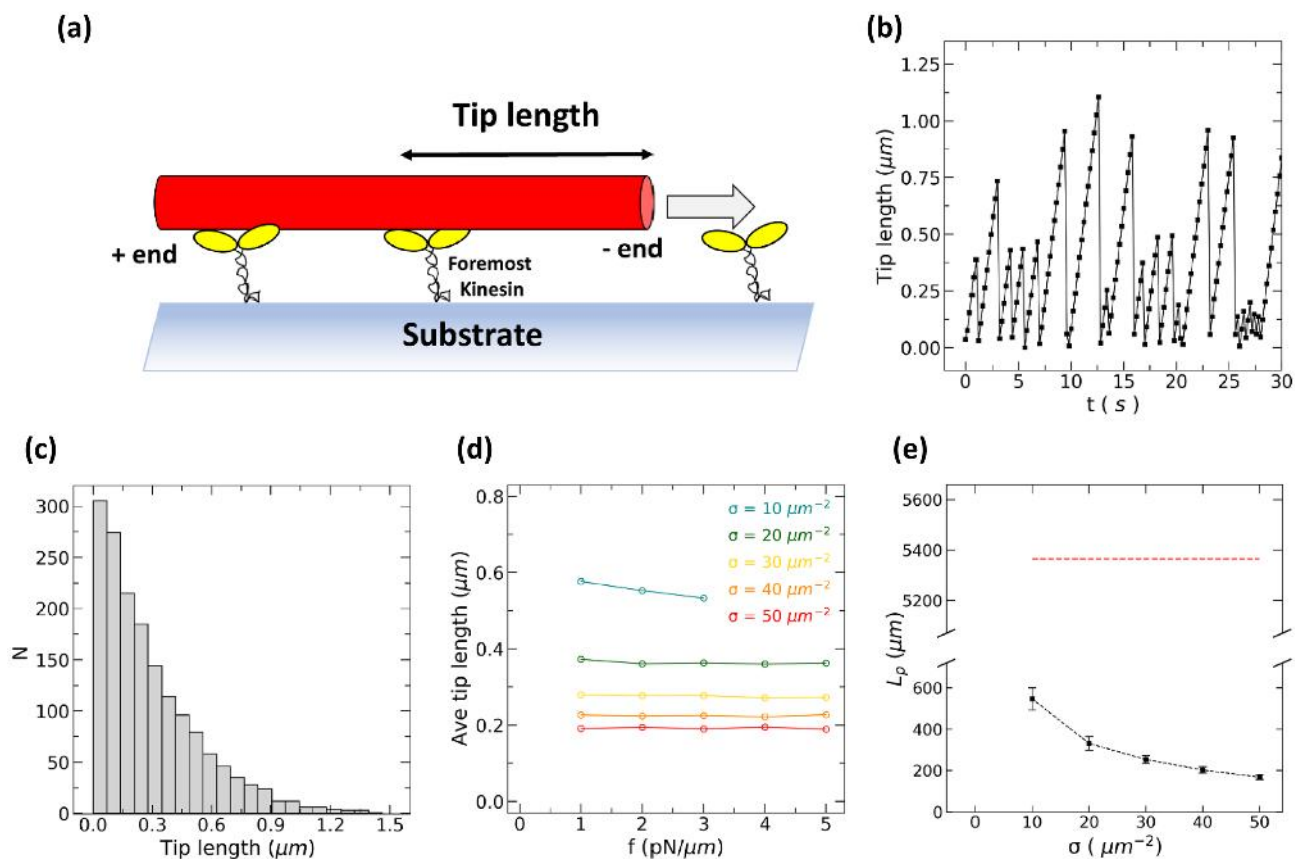 (a)
Tip length
+ end
- end
Foremost
Kinesin
Substrate
(b)
Tip length (μm)
1.25
1.00
0.75
0.50
0.25
0.00
0 5 10 15 20 25 30
t ( s )
(c)
N
300
250
200
150
100
50
0
0.0 0.3 0.6 0.9 1.2 1.5
Tip length (μm)
(d)
Ave tip length (μm)
0.8
0.6
0.4
0.2
0.0
σ = 10 μm⁻²
σ = 20 μm⁻²
σ = 30 μm⁻²
σ = 40 μm⁻²
σ = 50 μm⁻²
0 1 2 3 4 5
f (pN/μm)
(e)
Lₚ (μm)
5600
5400
5200
600
400
200
0
0 10 20 30 40 50
σ ( μm⁻²)